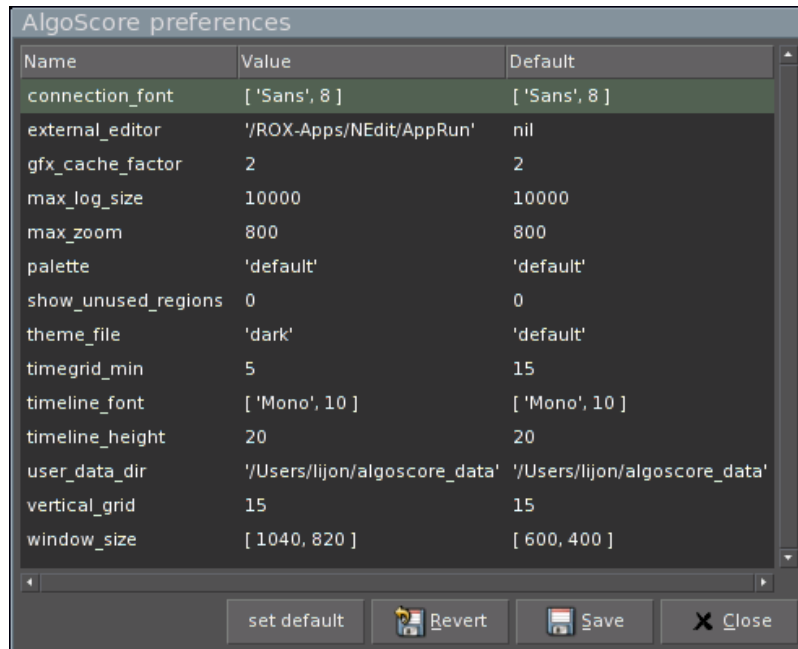 AlgoScore preferences
Name Value Default
connection_font [ 'Sans', 8 ] [ 'Sans', 8 ]
external_editor '/ROX-Apps/NEdit/AppRun' nil
gfx_cache_factor 2 2
max_log_size 10000 10000
max_zoom 800 800
palette 'default' 'default'
show_unused_regions 0 0
theme_file 'dark' 'default'
timegrid_min 5 15
timeline_font [ 'Mono', 10 ] [ 'Mono', 10 ]
timeline_height 20 20
user_data_dir '/Users/lijon/algoscore_data' '/Users/lijon/algoscore_data'
vertical_grid 15 15
window_size [ 1040, 820 ] [ 600, 400 ]
set default Revert Save Close